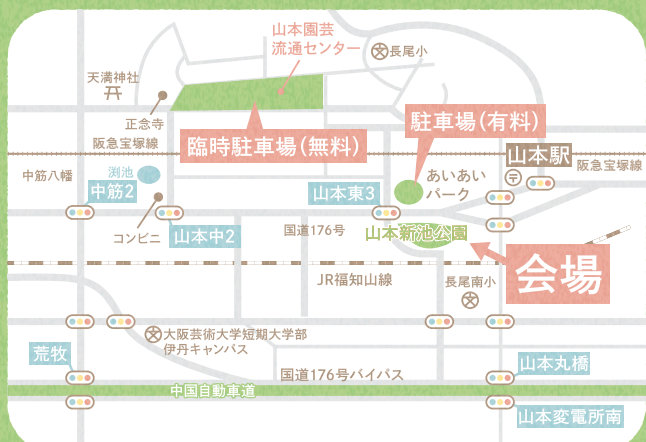 山本園芸
流通センター
長尾小
天満神社
正念寺
臨時駐車場(無料)
駐車場(有料)
阪急宝塚線
山本駅
阪急宝塚線
中筋八幡
渕池
あいあい
パーク
中筋2
山本東3
コンビニ
山本中2
国道176号
山本新池公園
会場
JR福知山線
長尾南小
大阪芸術大学短期大学部
伊丹キャンパス
荒牧
山本丸橋
国道176号バイパス
中国自動車道
山本変電所南